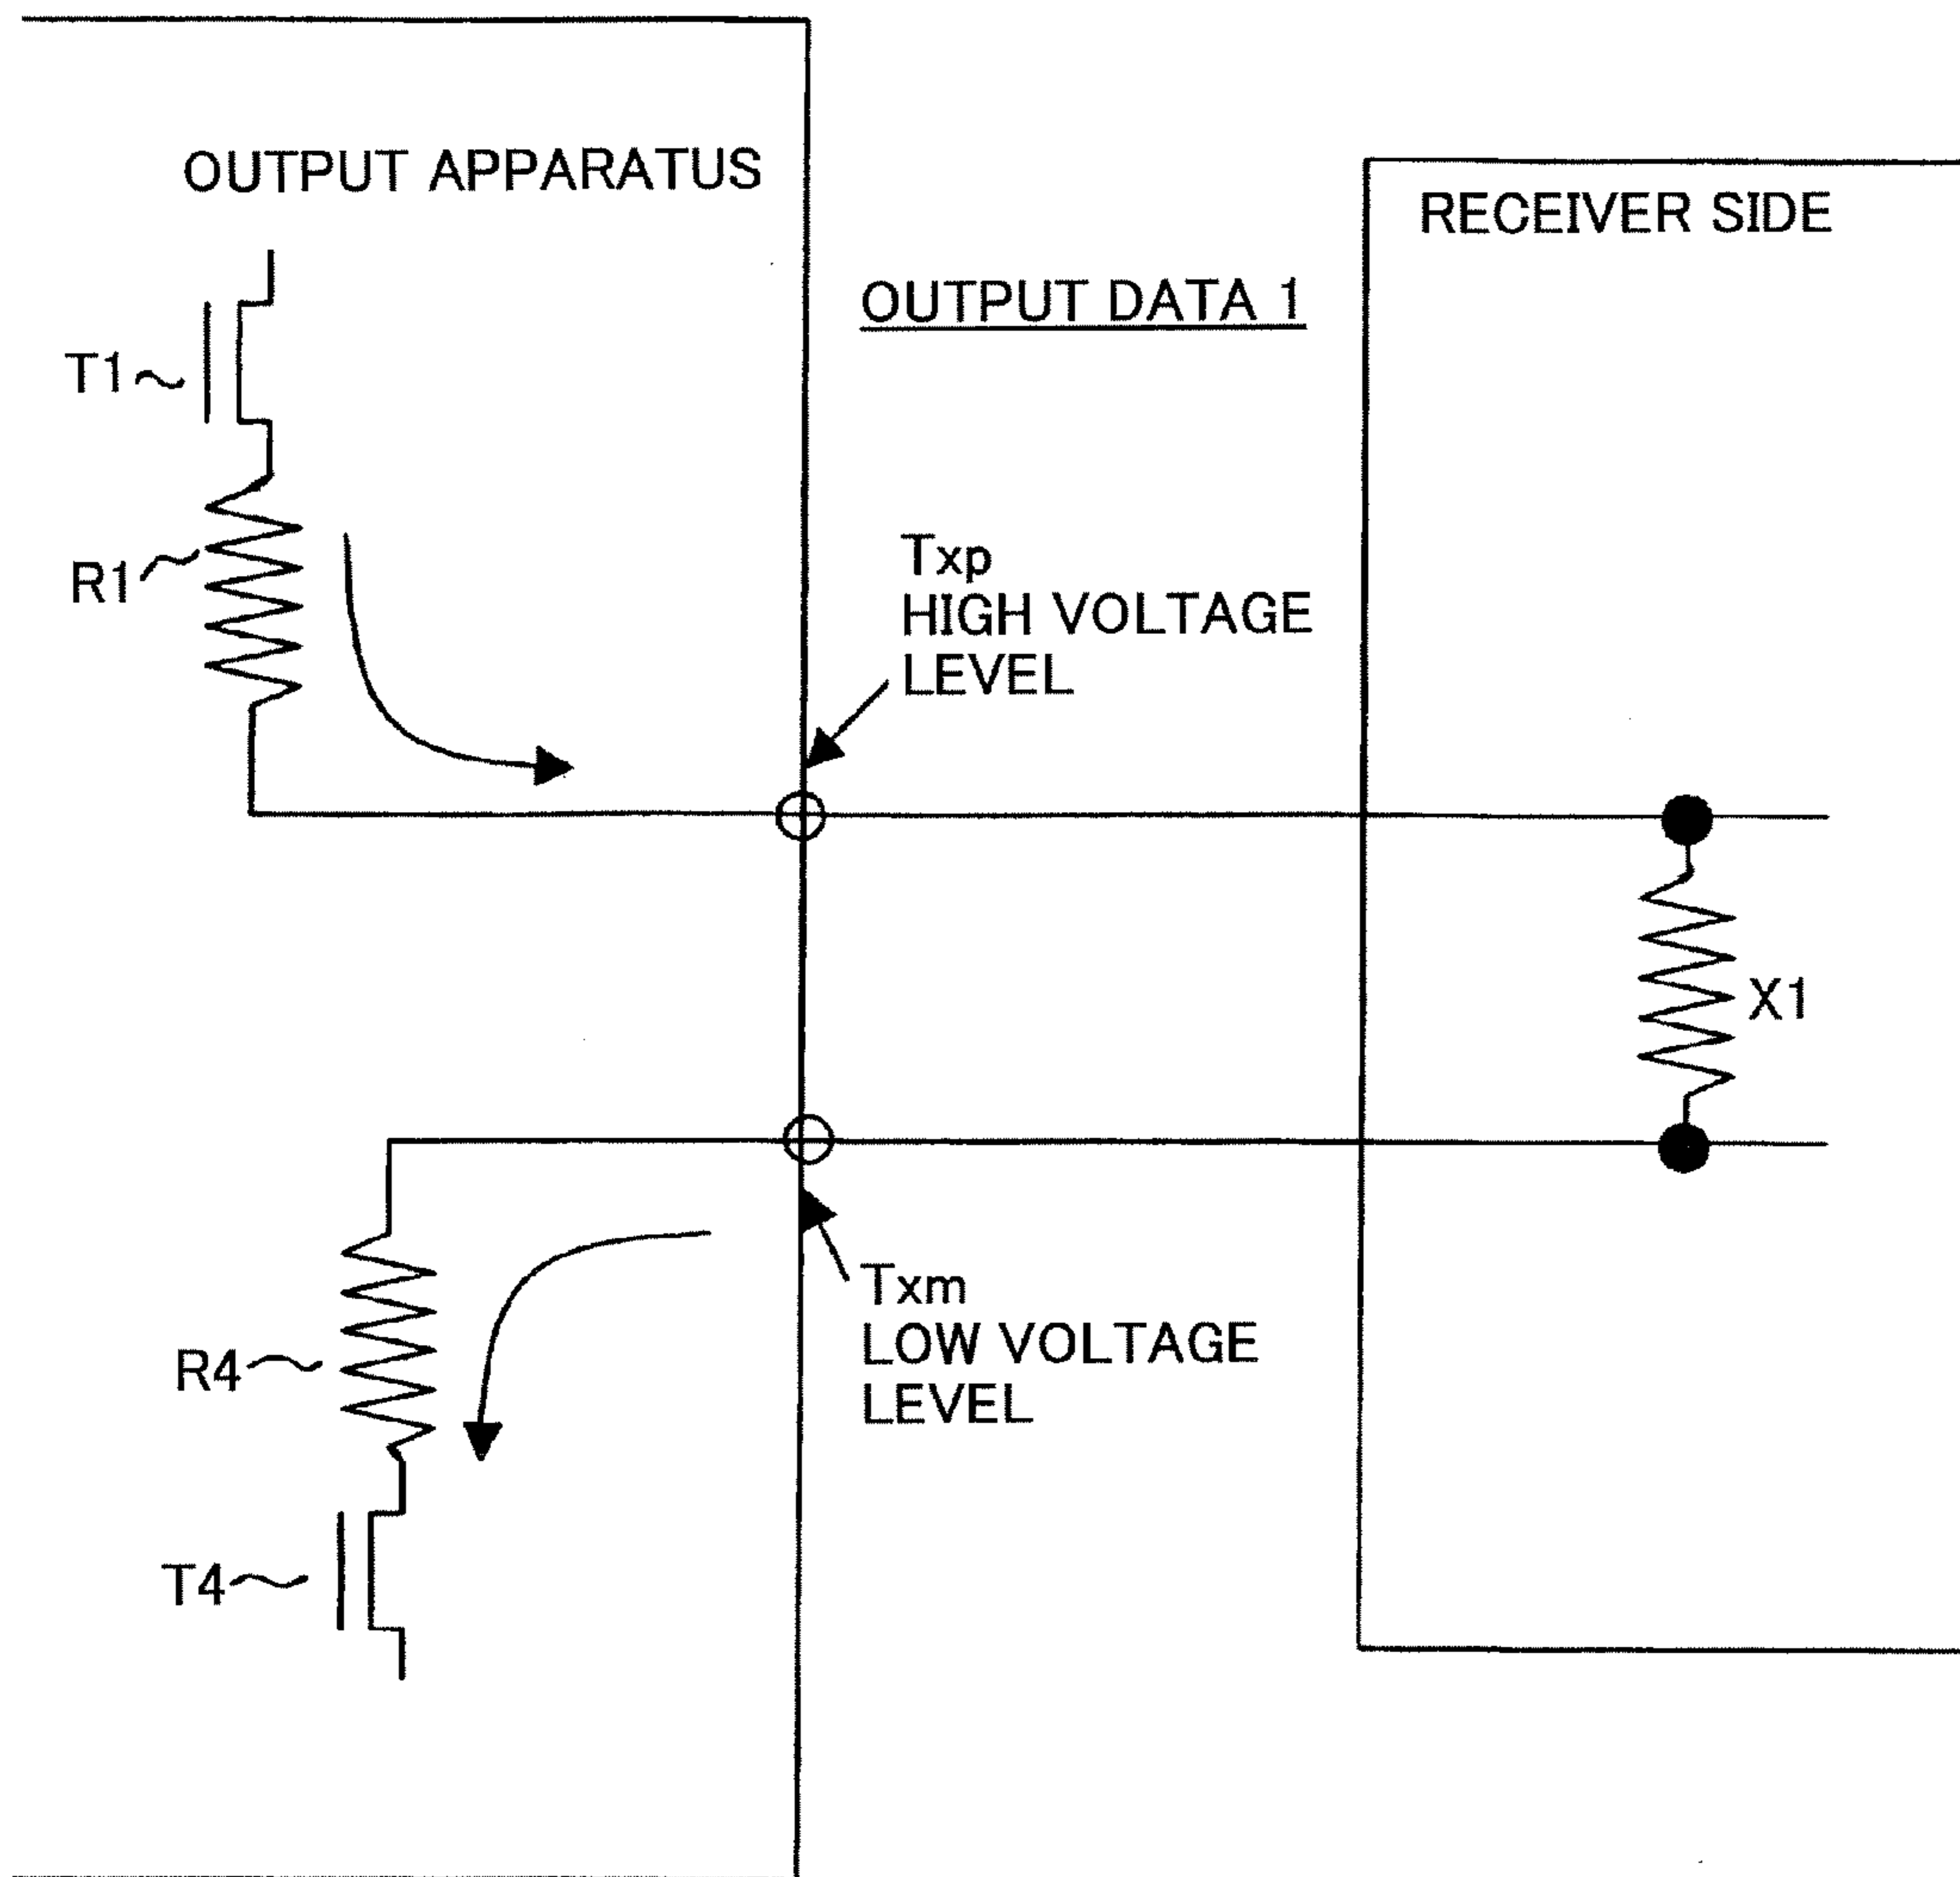 OUTPUT APPARATUS
RECEIVER SIDE
OUTPUT DATA 1
T1
R1
Txp
HIGH VOLTAGE
LEVEL
X1
Txm
LOW VOLTAGE
LEVEL
R4
T4